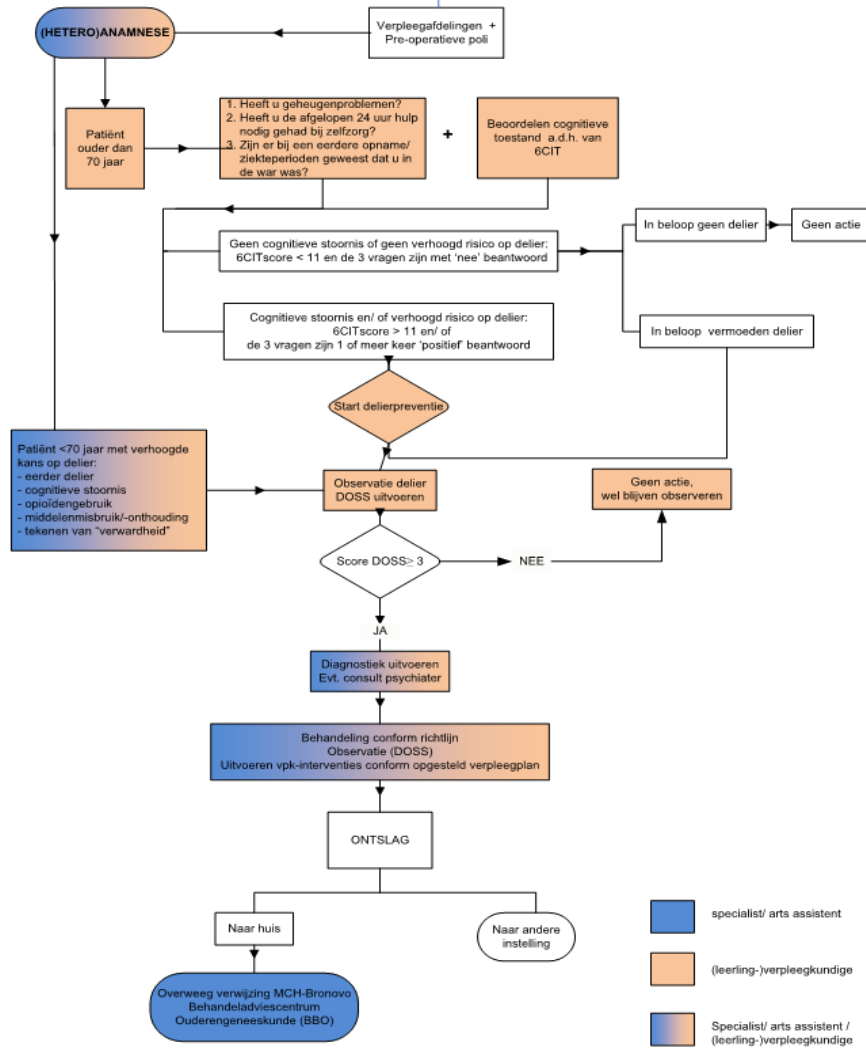 (HETERO)ANAMNESE
Verpleegafdelingen +
Pre-operatieve poli
Patiënt
ouder dan
70 jaar
1. Heeft u geheugenproblemen?
2. Heeft u de afgelopen 24 uur hulp
nodig gehad bij zelfzorg?
3. Zijn er bij een eerdere opname/
ziekteperioden geweest dat u in
de war was?
+
Beoordelen cognitieve
toestand a.d.h. van
6CIT
Geen cognitieve stoornis of geen verhoogd risico op delier:
6CITscore < 11 en de 3 vragen zijn met 'nee' beantwoord
In beloop geen delier
Geen actie
Cognitieve stoornis en/ of verhoogd risico op delier:
6CITscore > 11 en/ of
de 3 vragen zijn 1 of meer keer 'positief' beantwoord
In beloop vermoeden delier
Start delierpreventie
Patiënt <70 jaar met verhoogde
kans op delier:
- eerder delier
- cognitieve stoornis
- opioïdengebruik
- middelenmisbruik/-onthouding
- tekenen van "verwardheid"
Observatie delier
DOSS uitvoeren
Geen actie,
wel blijven observeren
Score DOSS≥ 3
NEE
JA
Diagnostiek uitvoeren
Evt. consult psychiater
Behandeling conform richtlijn
Observatie (DOSS)
Uitvoeren vpk-interventies conform opgesteld verpleegplan
ONTSLAG
Naar huis
Naar andere
instelling
Overweeg verwijzing MCH-Bronovo
Behandeladviescentrum
Ouderengeneeskunde (BBO)
specialist/ arts assistent
(leerling-)verpleegkundige
Specialist/ arts assistent /
(leerling-)verpleegkundige